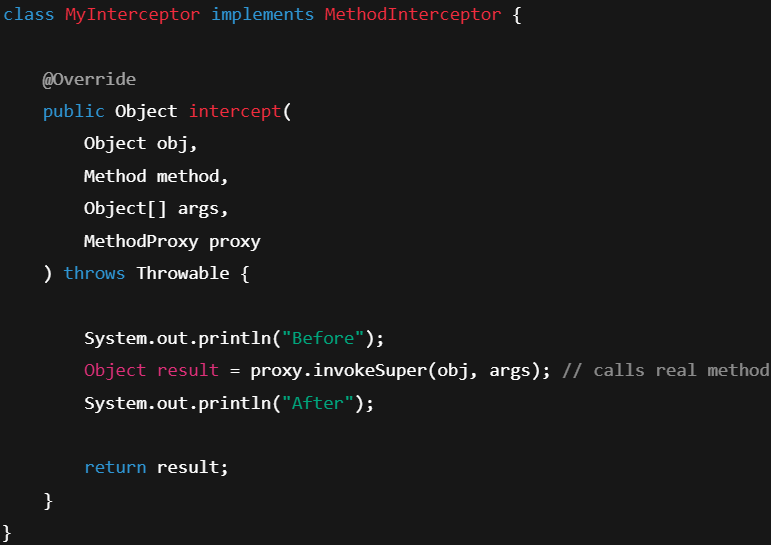 class MyInterceptor implements MethodInterceptor {
@Override
public Object intercept(
Object obj,
Method method,
Object[] args,
MethodProxy proxy
) throws Throwable {
System.out.println("Before");
Object result = proxy.invokeSuper(obj, args); // calls real method
System.out.println("After");
return result;
}
}